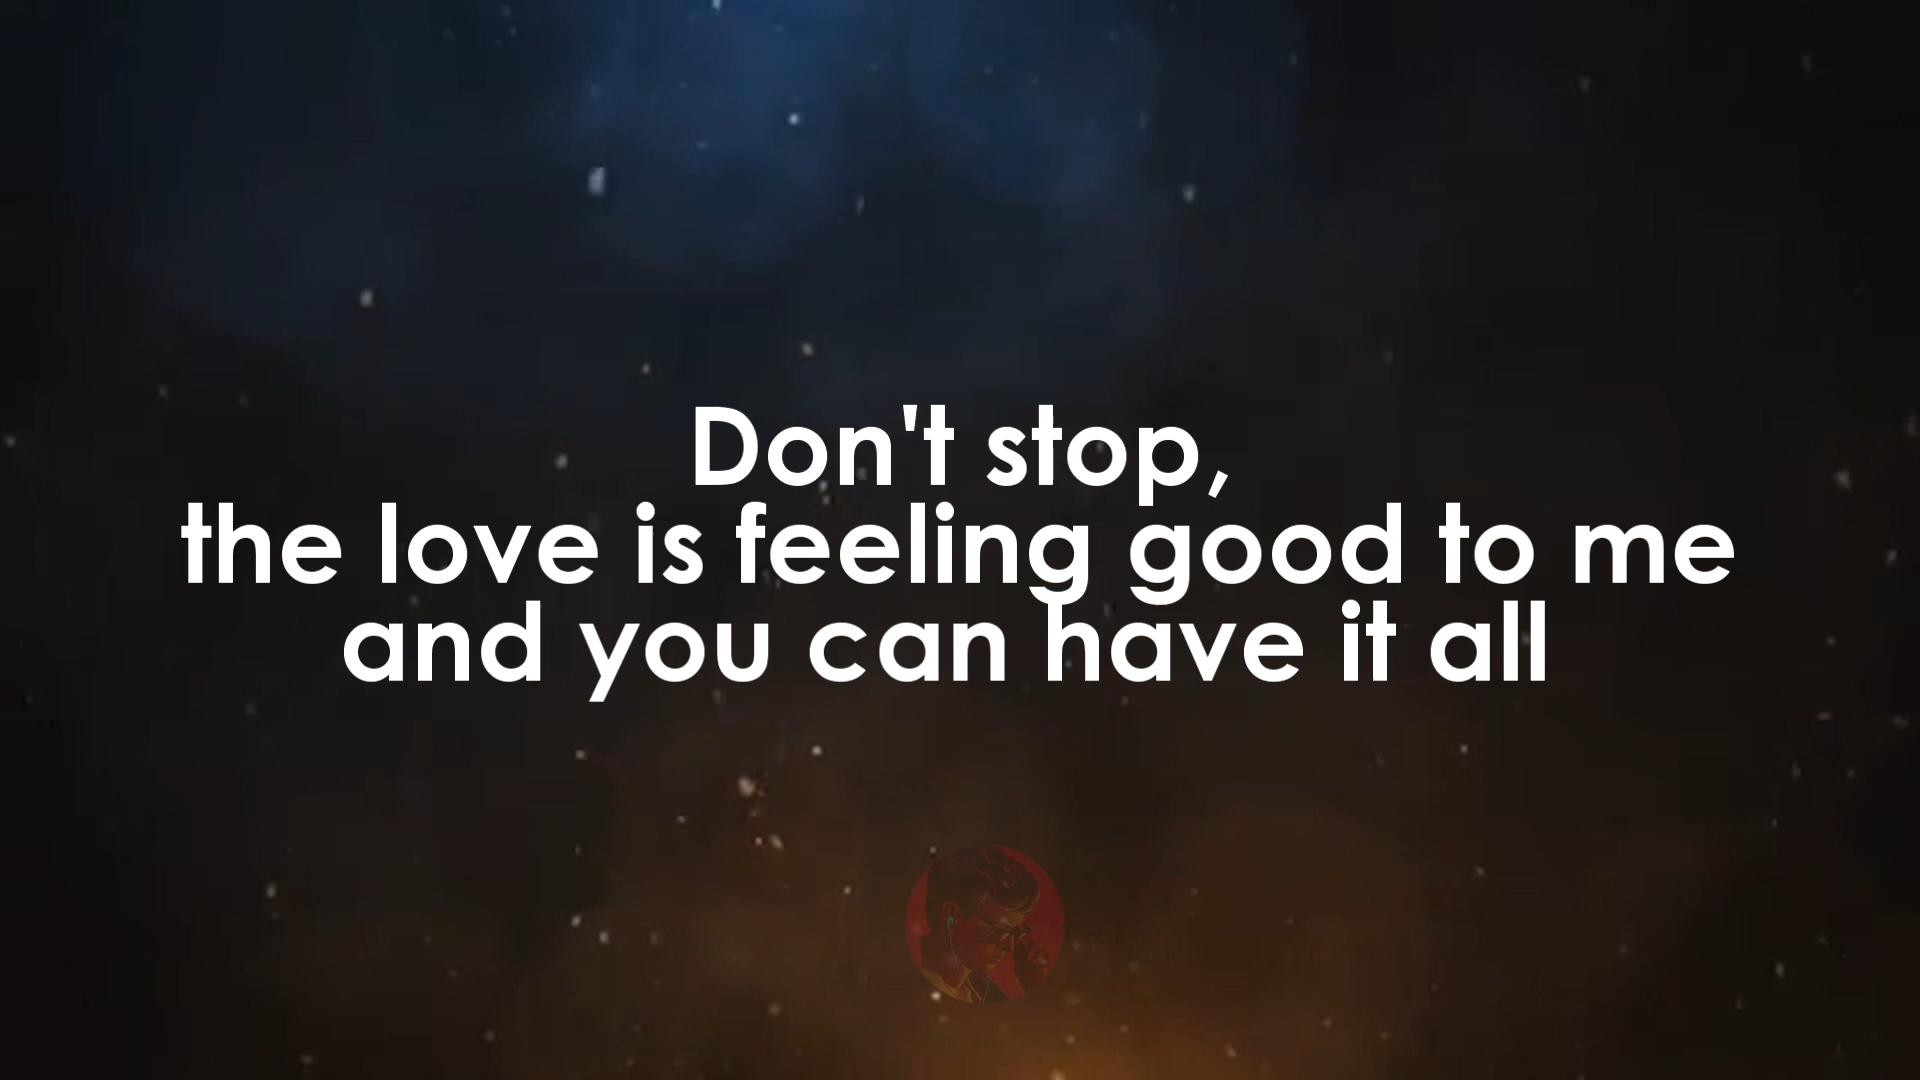 Don't stop,
the love is feeling good to me
and you can have it all